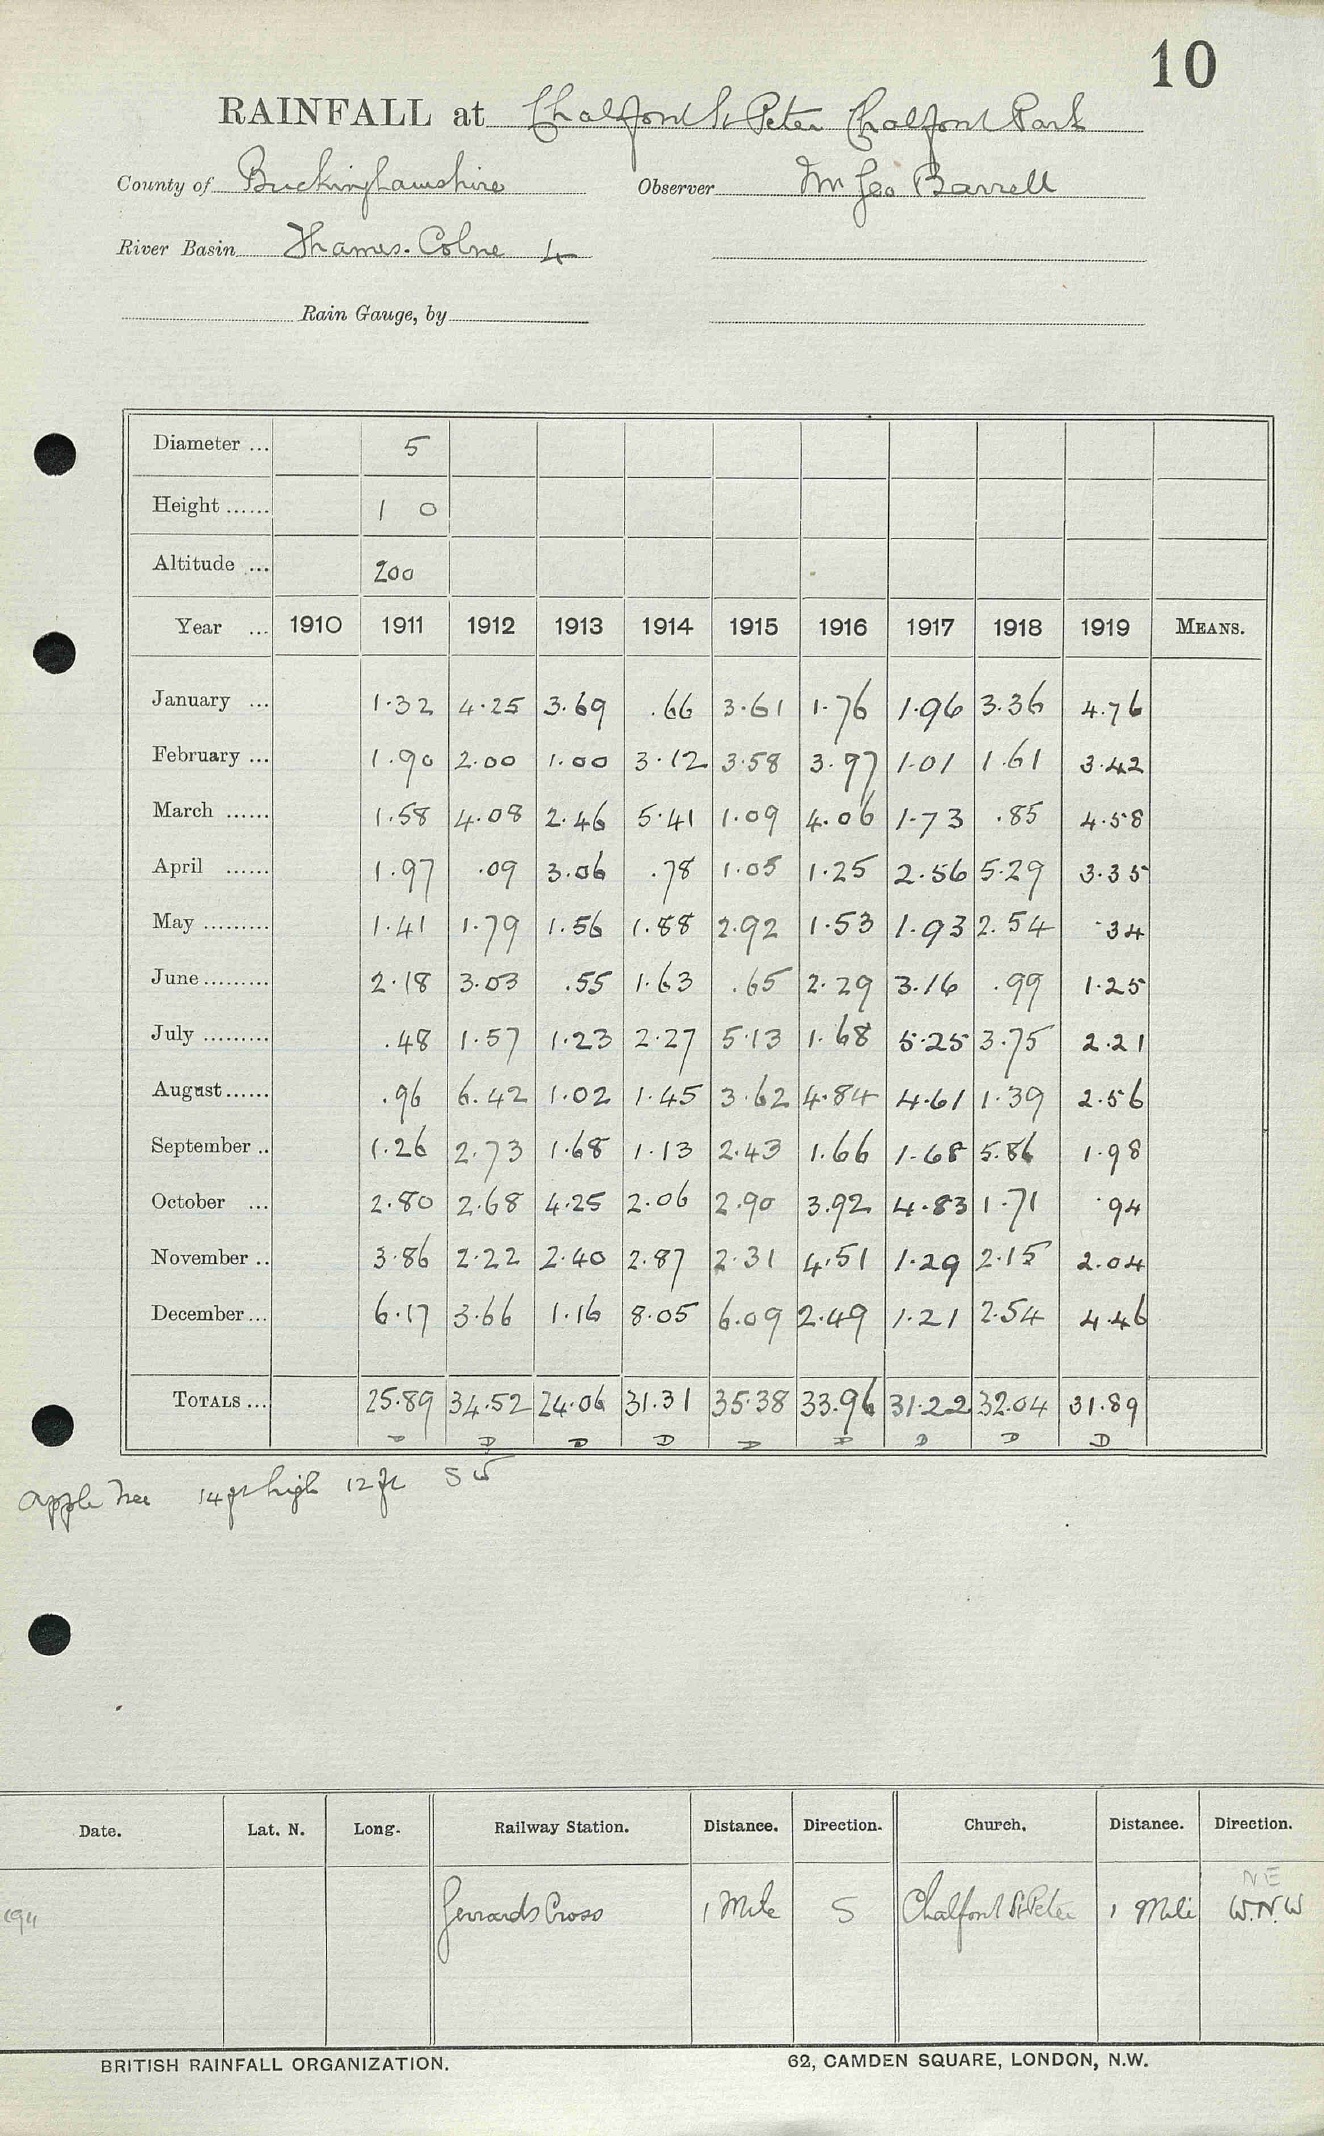 10
RAINFALL at Chalfont St Peter Chalfont Park
County of Buckinghamshire Observer Mr Geo Barrell
River Basin Thames. Colne 4
Rain Gauge, by
Diameter ... 5
Height ...... 1 0
Altitude ... 200
Year ... 1910 1911 1912 1913 1914 1915 1916 1917 1918 1919 MEANS.
January ... 1.32 4.25 3.69 .66 3.61 1.76 1.96 3.36 4.76
February ... 1.90 2.00 1.00 3.12 3.58 3.97 1.01 1.61 3.42
March ...... 1.58 4.08 2.46 5.41 1.09 4.06 1.73 .85 4.58
April ...... 1.97 .09 3.06 .78 1.05 1.25 2.56 5.29 3.35
May ......... 1.41 1.79 1.56 1.88 2.92 1.53 1.93 2.54 .34
June ......... 2.18 3.03 .55 1.63 .65 2.29 3.16 .99 1.25
July ......... .48 1.57 1.23 2.27 5.13 1.68 5.25 3.75 2.21
August ...... .96 6.42 1.02 1.45 3.62 4.84 4.61 1.39 2.56
September .. 1.26 2.73 1.68 1.13 2.43 1.66 1.68 5.86 1.98
October ... 2.80 2.68 4.25 2.06 2.90 3.92 4.83 1.71 .94
November .. 3.86 2.22 2.40 2.87 2.31 4.51 1.29 2.15 2.04
December ... 6.17 3.66 1.16 8.05 6.09 2.49 1.21 2.54 4.46
TOTALS ... 25.89 34.52 24.06 31.31 35.38 33.96 31.22 32.04 31.89
D D D D D D D D D
Apple Tree 14 ft high 12 ft SW
Date. Lat. N. Long. Railway Station. Distance. Direction. Church. Distance. Direction.
NE
1911 Gerrards Cross 1 Mile S Chalfont St Peter 1 Mile W.N.W
BRITISH RAINFALL ORGANIZATION. 62, CAMDEN SQUARE, LONDON, N.W.